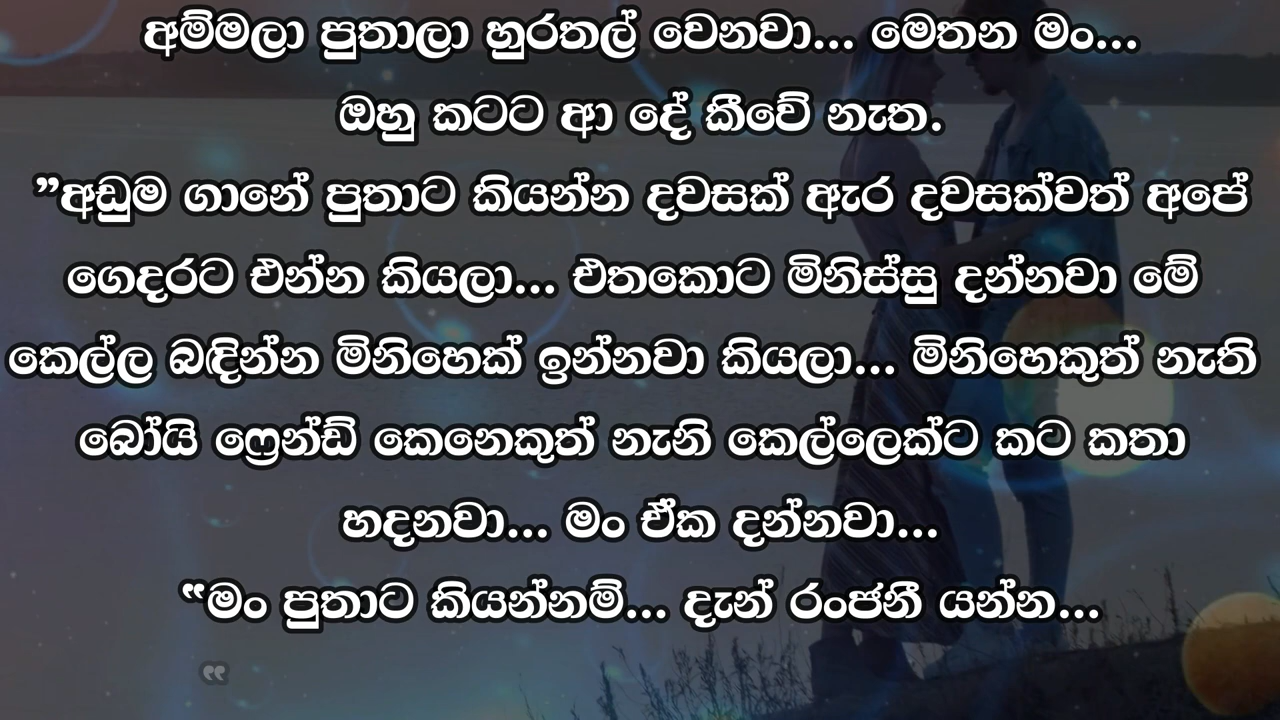 අම්මලා පුතාලා හුරතල් වෙනවා... මෙතන මං...
ඔහු කටට ආ දේ කීවේ නැත.
”අඩුම ගානේ පුතාට කියන්න දවසක් ඇර දවසක්වත් අපේ
ගෙදරට එන්න කියලා... එතකොට මිනිස්සු දන්නවා මේ
කෙල්ල බඳින්න මිනිහෙක් ඉන්නවා කියලා... මිනිහෙකුත් නැති
බෝයි ෆ්‍රෙන්ඩ් කෙනෙකුත් නැනි කෙල්ලෙක්ට කට කතා
හදනවා... මං ඒක දන්නවා...
“මං පුතාට කියන්නම්... දැන් රංජනී යන්න...
“